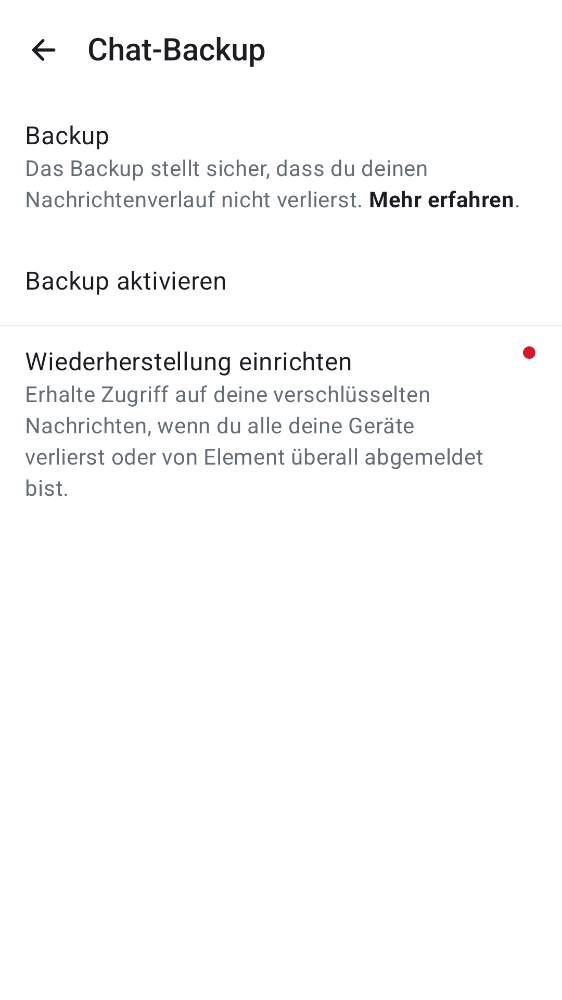 Chat-Backup
Backup
Das Backup stellt sicher, dass du deinen
Nachrichtenverlauf nicht verlierst. Mehr erfahren.
Backup aktivieren
Wiederherstellung einrichten
Erhalte Zugriff auf deine verschlüsselten
Nachrichten, wenn du alle deine Geräte
verlierst oder von Element überall abgemeldet
bist.